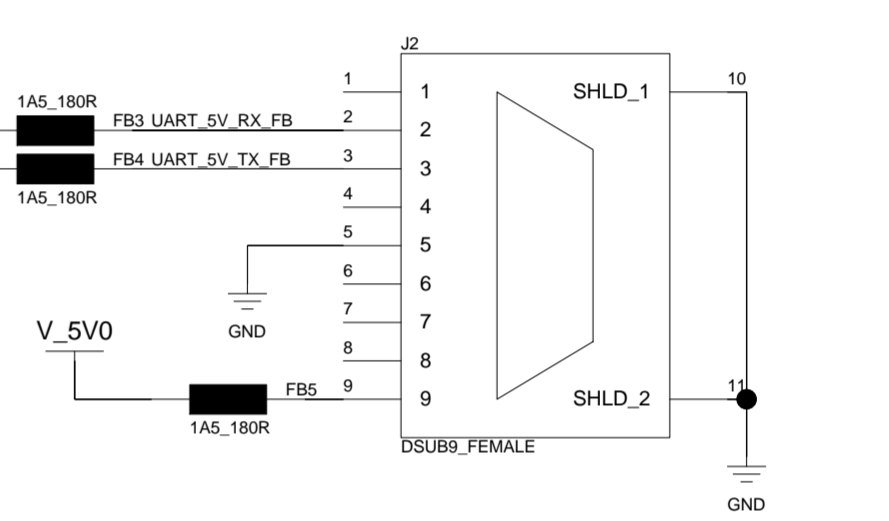 J2
1 1 SHLD_1 10
1A5_180R
FB3 UART_5V_RX_FB 2 2
FB4 UART_5V_TX_FB 3 3
1A5_180R
4 4
5 5
6 6
GND
7 7
V_5V0
8 8
FB5 9 9 SHLD_2 11
1A5_180R
DSUB9_FEMALE
GND